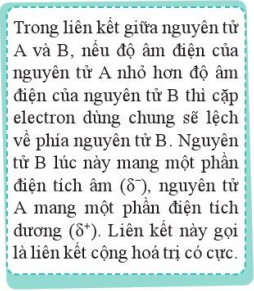 Trong liên kết giữa nguyên tử
A và B, nếu độ âm điện của
nguyên tử A nhỏ hơn độ âm
điện của nguyên tử B thì cặp
electron dùng chung sẽ lệch
về phía nguyên tử B. Nguyên
tử B lúc này mang một phần
điện tích âm (δ⁻), nguyên tử
A mang một phần điện tích
dương (δ⁺). Liên kết này gọi
là liên kết cộng hoá trị có cực.